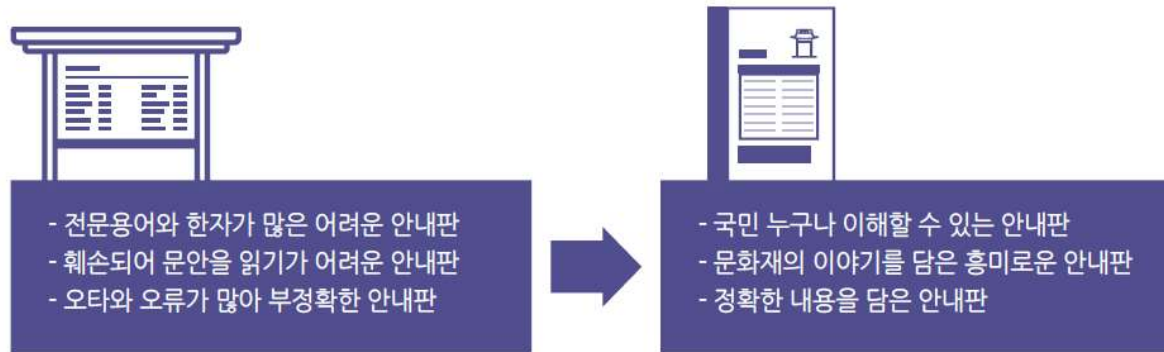 - 전문용어와 한자가 많은 어려운 안내판
- 훼손되어 문안을 읽기가 어려운 안내판
- 오타와 오류가 많아 부정확한 안내판
- 국민 누구나 이해할 수 있는 안내판
- 문화재의 이야기를 담은 흥미로운 안내판
- 정확한 내용을 담은 안내판